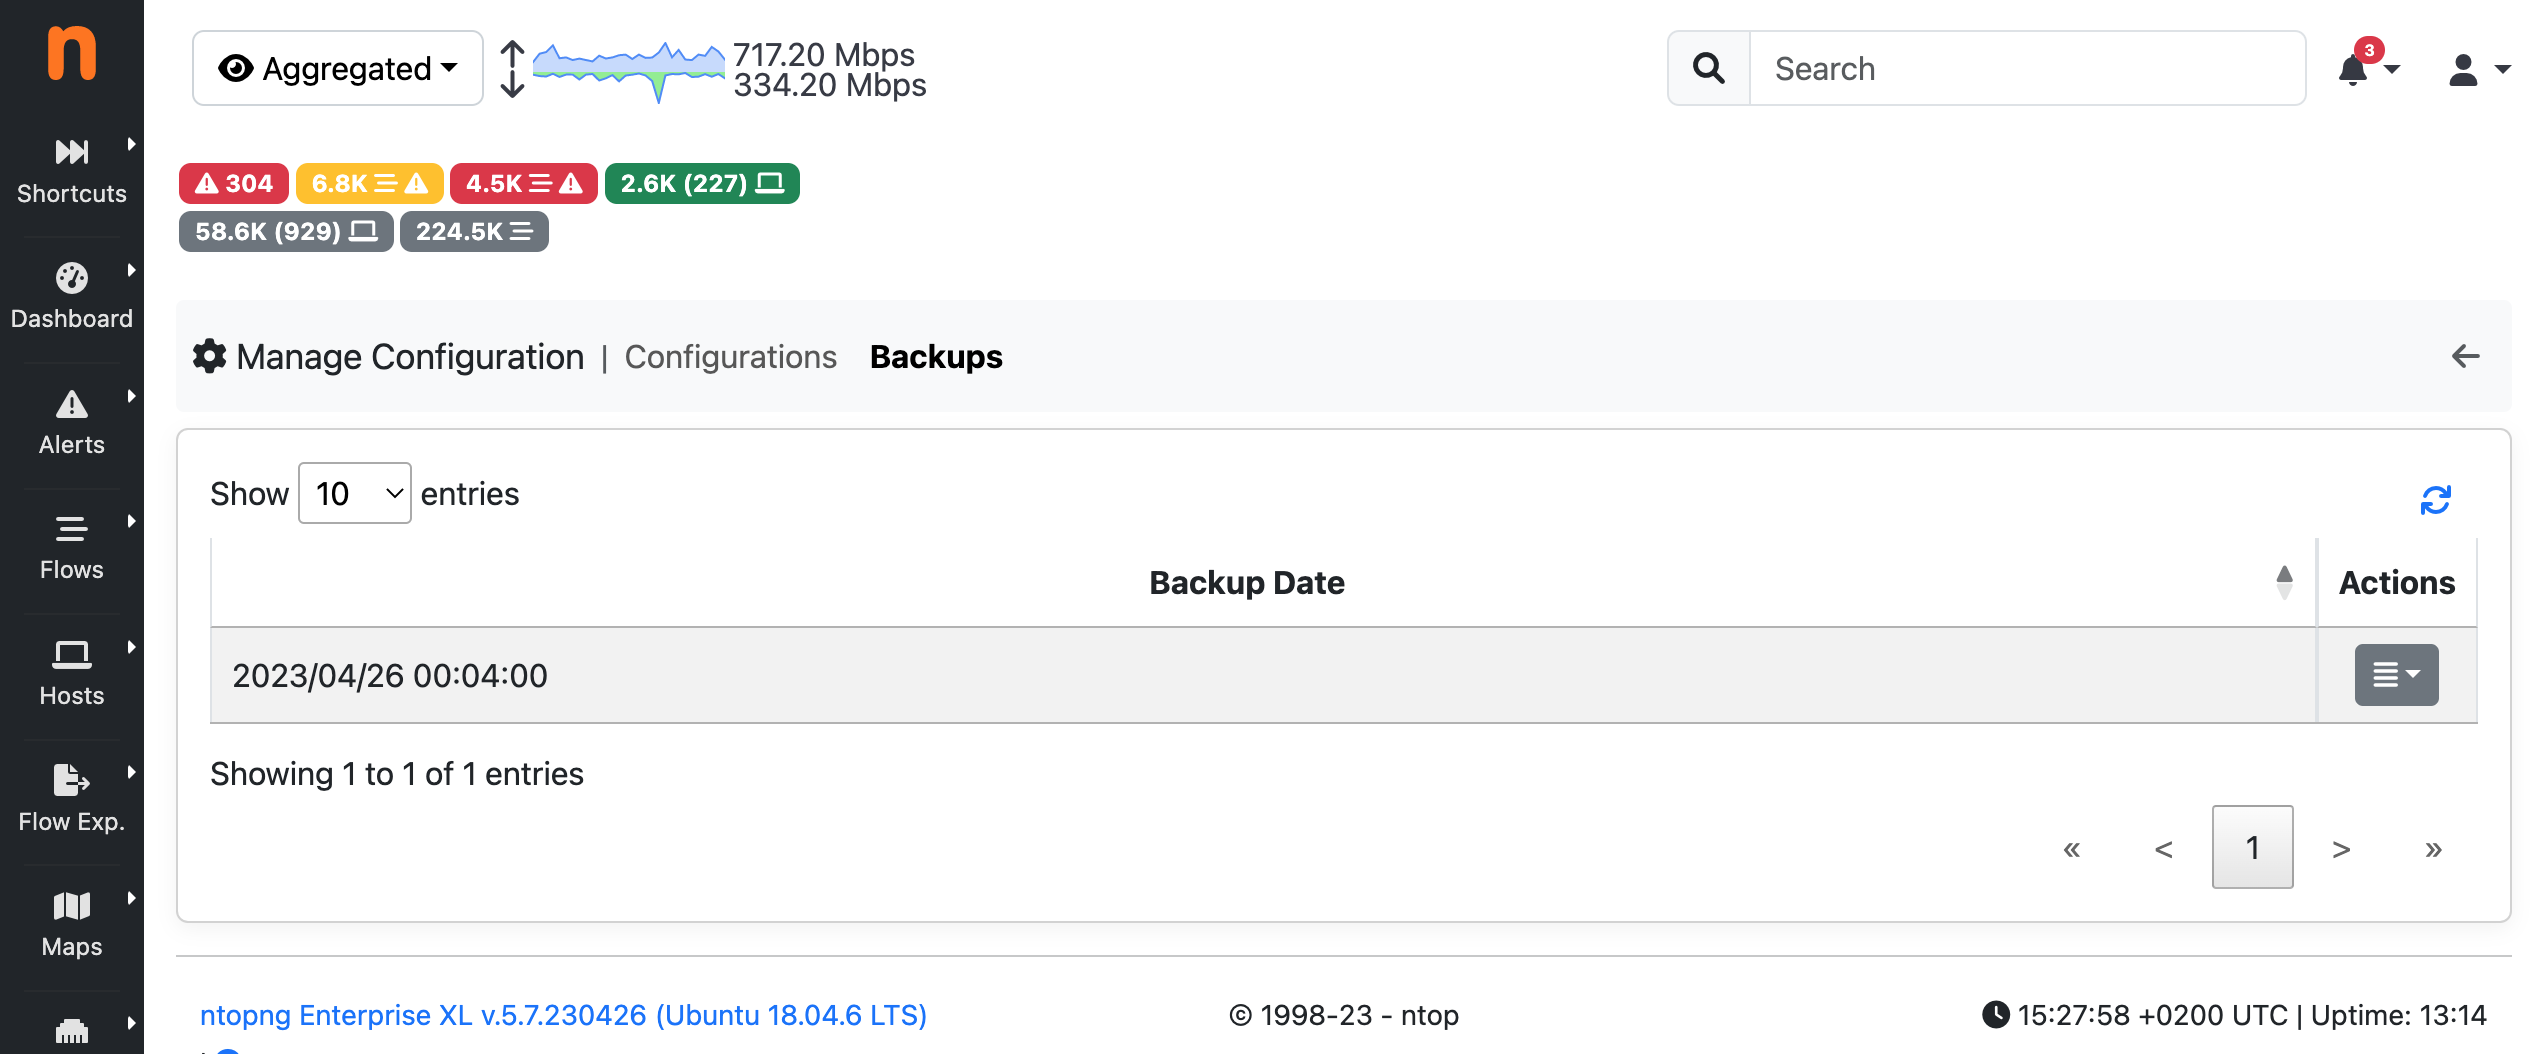 n
Aggregated
717.20 Mbps
334.20 Mbps
Search
3
304
6.8K
4.5K
2.6K (227)
58.6K (929)
224.5K
Shortcuts
Dashboard
Alerts
Flows
Hosts
Flow Exp.
Maps
Manage Configuration | Configurations Backups
Show 10 entries
Backup Date
Actions
2023/04/26 00:04:00
Showing 1 to 1 of 1 entries
« < 1 > »
ntopng Enterprise XL v.5.7.230426 (Ubuntu 18.04.6 LTS)
© 1998-23 - ntop
15:27:58 +0200 UTC | Uptime: 13:14